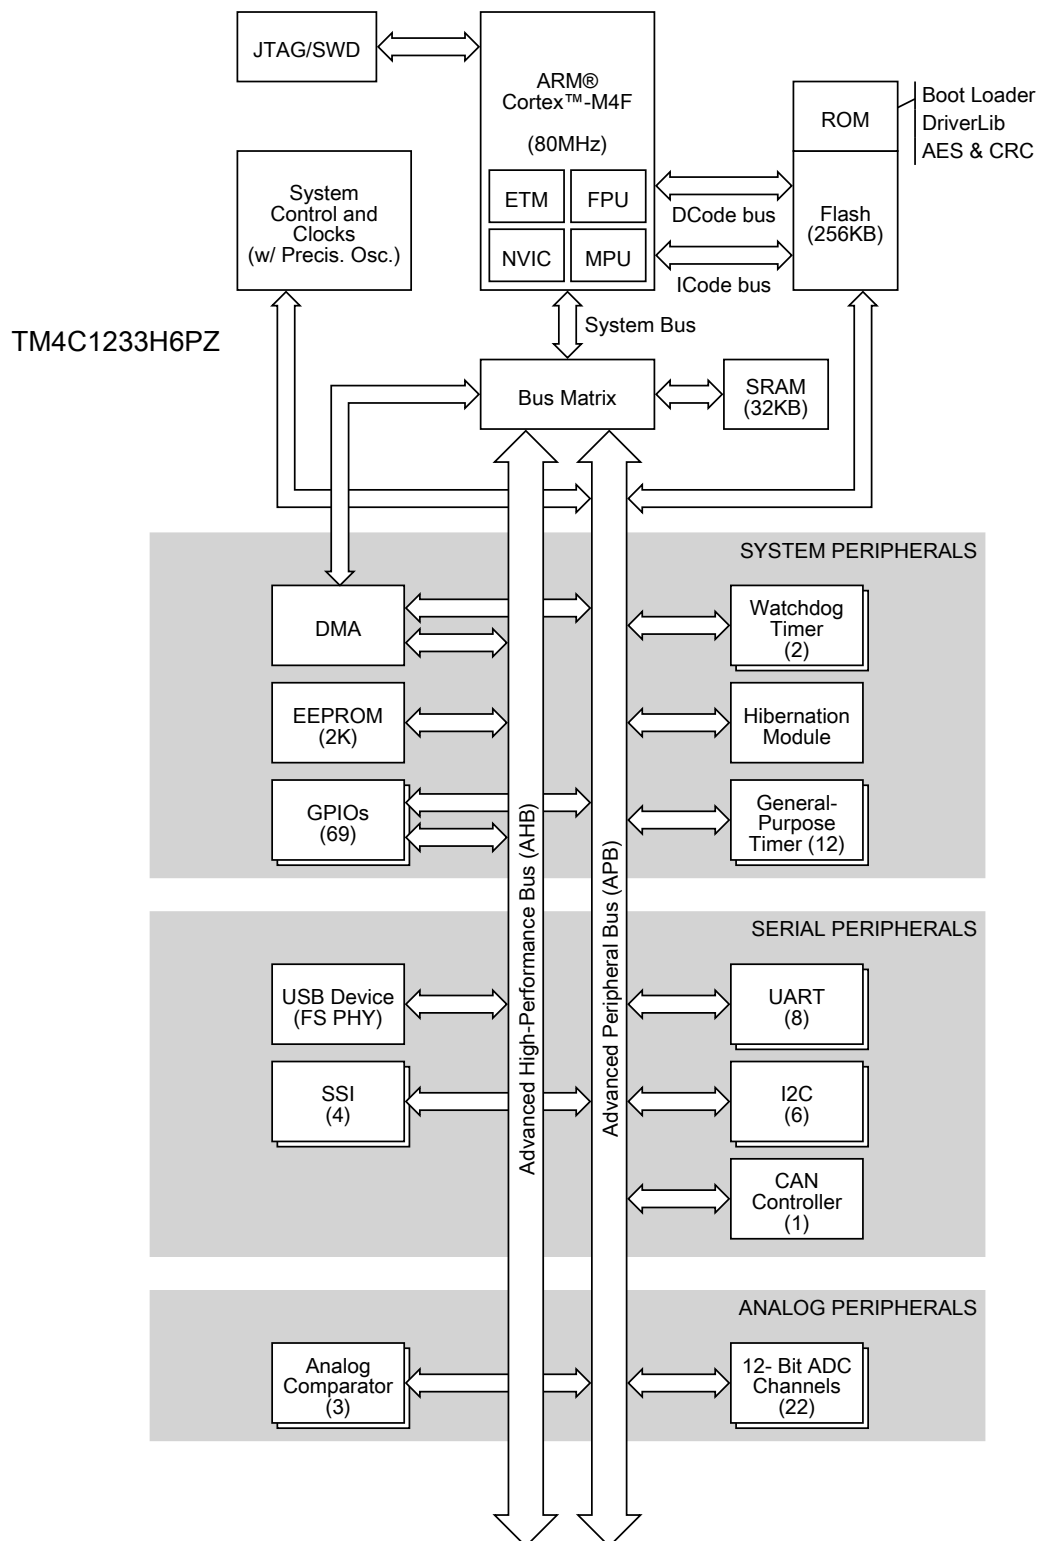 JTAG/SWD
ARM®
Cortex™-M4F
(80MHz)
ETM
FPU
NVIC
MPU
ROM
Boot Loader
DriverLib
AES & CRC
Flash
(256KB)
DCode bus
ICode bus
System
Control and
Clocks
(w/ Precis. Osc.)
TM4C1233H6PZ
System Bus
Bus Matrix
SRAM
(32KB)
SYSTEM PERIPHERALS
DMA
Watchdog
Timer
(2)
EEPROM
(2K)
Hibernation
Module
GPIOs
(69)
General-
Purpose
Timer (12)
Advanced High-Performance Bus (AHB)
Advanced Peripheral Bus (APB)
SERIAL PERIPHERALS
USB Device
(FS PHY)
UART
(8)
SSI
(4)
I2C
(6)
CAN
Controller
(1)
ANALOG PERIPHERALS
Analog
Comparator
(3)
12- Bit ADC
Channels
(22)